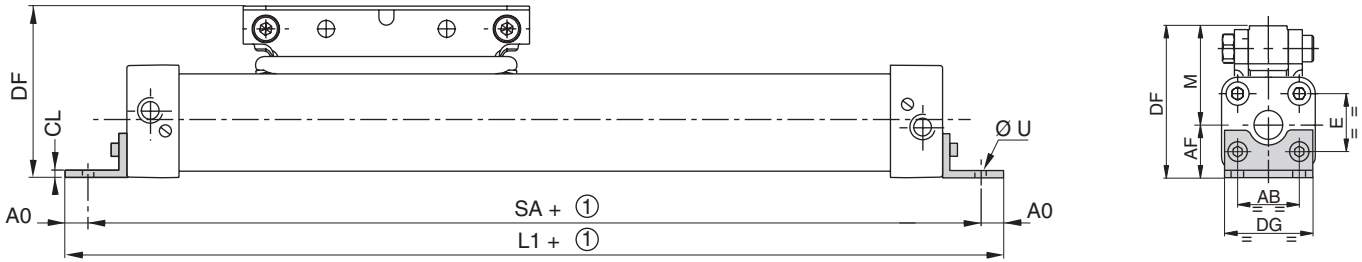 DF
CL
Ø U
A0
SA + ①
A0
L1 + ①
DF
M
AF
E
=
=
AB
= =
DG
= =